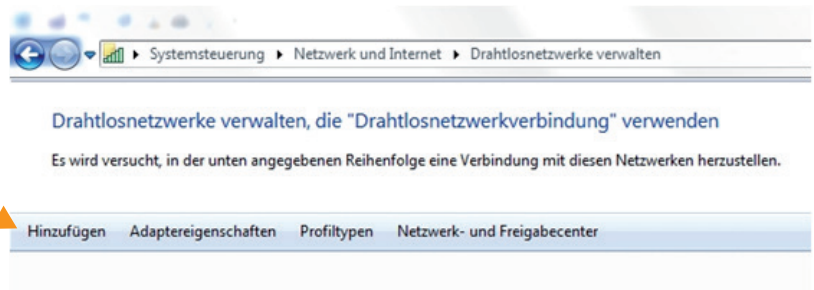 Systemsteuerung ▸ Netzwerk und Internet ▸ Drahtlosnetzwerke verwalten
Drahtlosnetzwerke verwalten, die "Drahtlosnetzwerkverbindung" verwenden
Es wird versucht, in der unten angegebenen Reihenfolge eine Verbindung mit diesen Netzwerken herzustellen.
Hinzufügen Adaptereigenschaften Profiltypen Netzwerk- und Freigabecenter